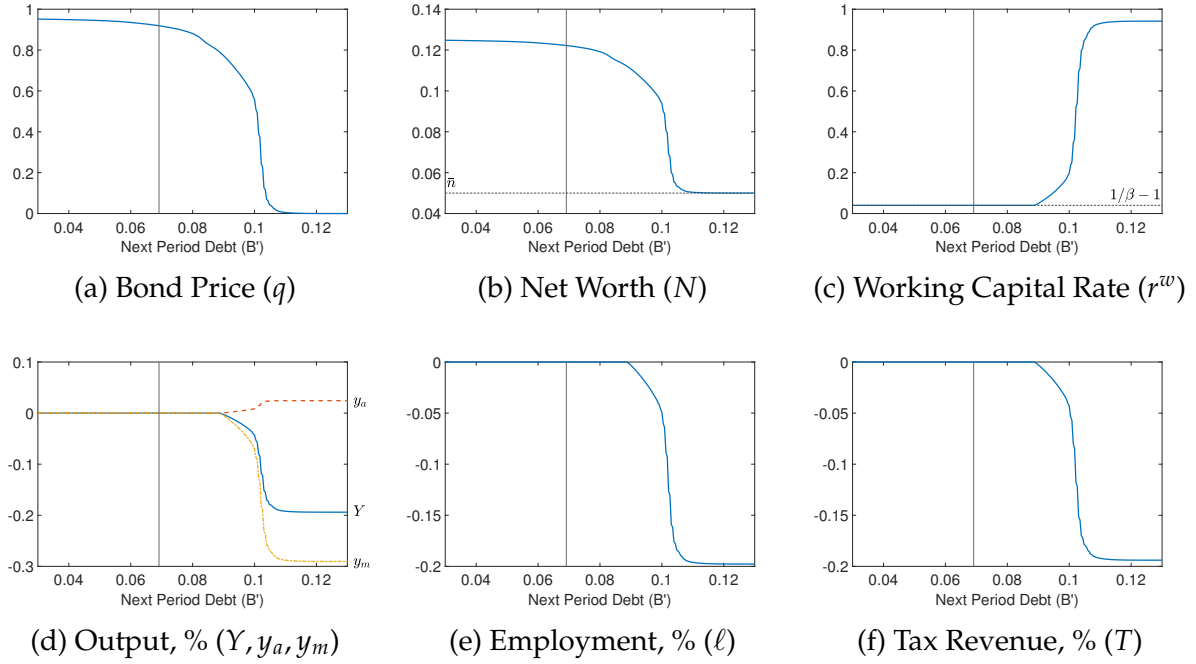 1
0.8
0.6
0.4
0.2
0
0.04 0.06 0.08 0.1 0.12
Next Period Debt (B')
(a) Bond Price (q)
0.16
0.14
0.12
0.1
0.08
0.06
0.04
n̄
0.04 0.06 0.08 0.1 0.12
Next Period Debt (B')
(b) Net Worth (N)
1
0.8
0.6
0.4
0.2
0
1/β − 1
0.04 0.06 0.08 0.1 0.12
Next Period Debt (B')
(c) Working Capital Rate (r^w)
0.1
0
-0.1
-0.2
-0.3
y_a
Y
y_m
0.04 0.06 0.08 0.1 0.12
Next Period Debt (B')
(d) Output, % (Y, y_a, y_m)
0
-0.05
-0.1
-0.15
-0.2
0.04 0.06 0.08 0.1 0.12
Next Period Debt (B')
(e) Employment, % (ℓ)
0
-0.05
-0.1
-0.15
-0.2
0.04 0.06 0.08 0.1 0.12
Next Period Debt (B')
(f) Tax Revenue, % (T)